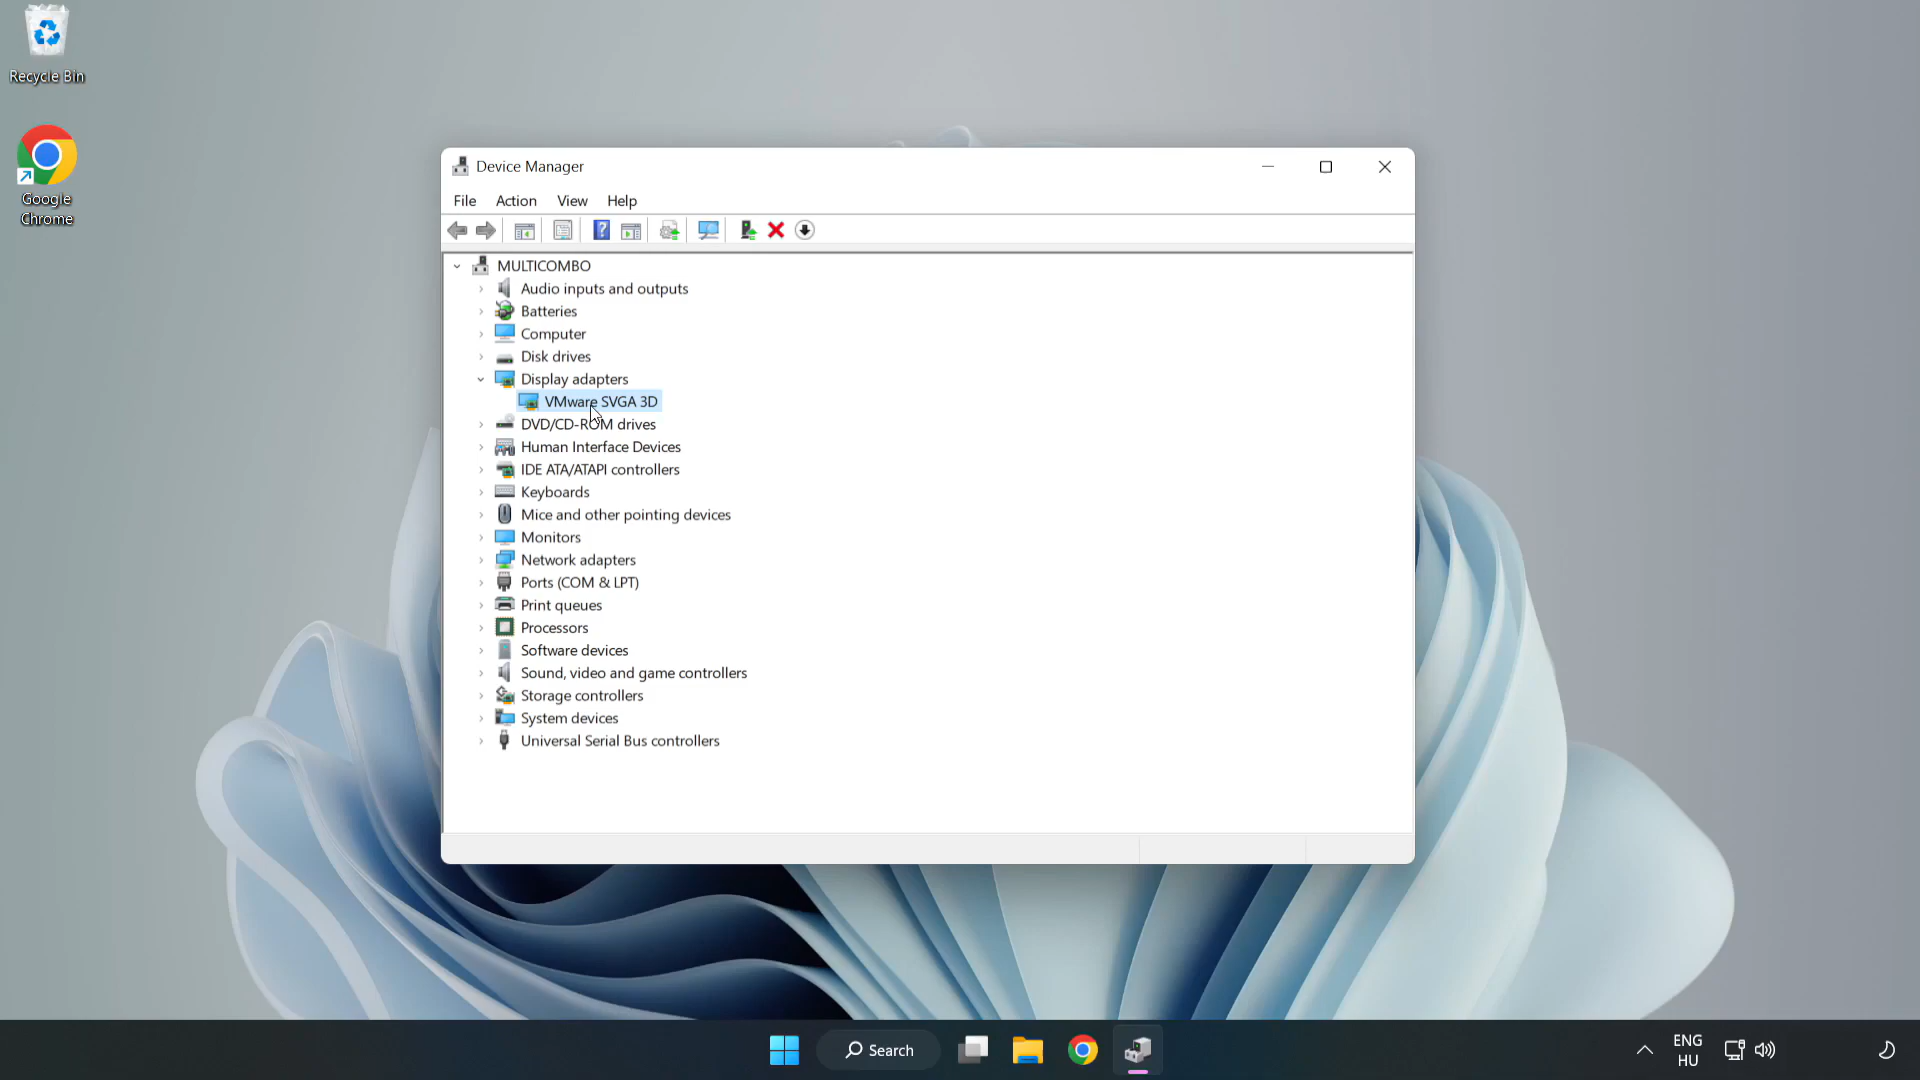 Recycle Bin
Google
Chrome
Device Manager
File Action View Help
MULTICOMBO
Audio inputs and outputs
Batteries
Computer
Disk drives
Display adapters
VMware SVGA 3D
DVD/CD-ROM drives
Human Interface Devices
IDE ATA/ATAPI controllers
Keyboards
Mice and other pointing devices
Monitors
Network adapters
Ports (COM & LPT)
Print queues
Processors
Software devices
Sound, video and game controllers
Storage controllers
System devices
Universal Serial Bus controllers
Search
ENG
HU